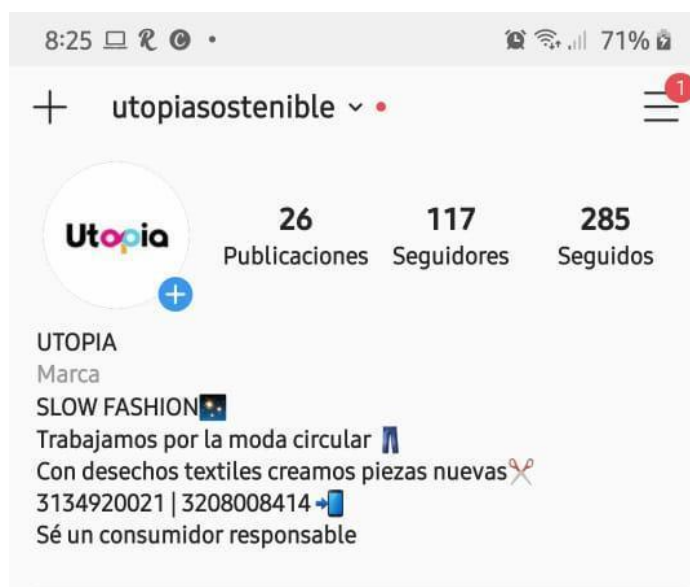 8:25
71%
utopiasostenible
1
Utopia
26 117 285
Publicaciones Seguidores Seguidos
UTOPIA
Marca
SLOW FASHION🎇
Trabajamos por la moda circular 👖
Con desechos textiles creamos piezas nuevas✂️
3134920021 | 3208008414 📲
Sé un consumidor responsable